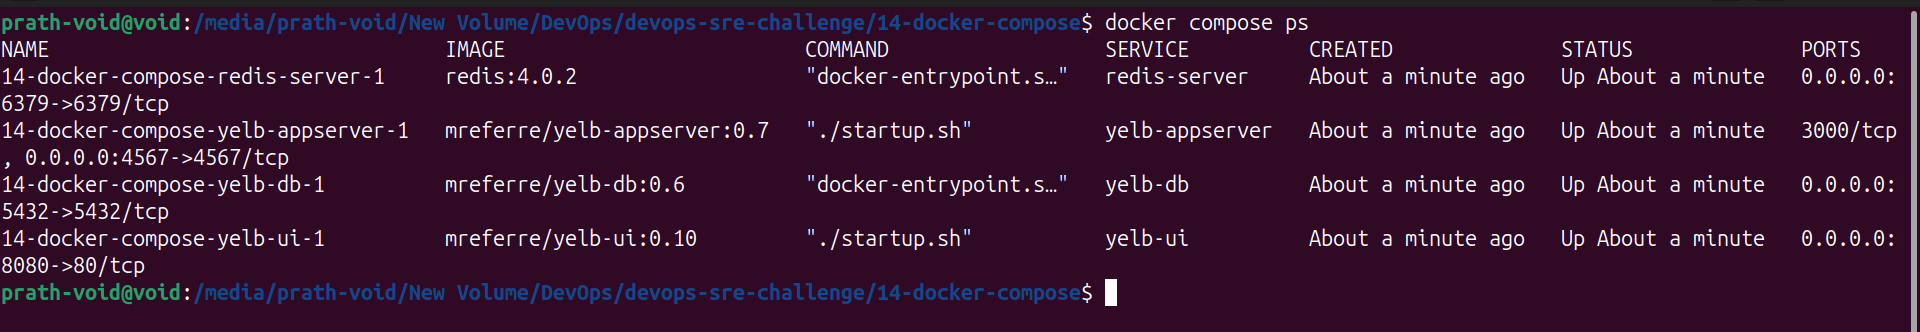 prath-void@void:/media/prath-void/New Volume/DevOps/devops-sre-challenge/14-docker-compose$ docker compose ps
NAME IMAGE COMMAND SERVICE CREATED STATUS PORTS
14-docker-compose-redis-server-1 redis:4.0.2 "docker-entrypoint.s…" redis-server About a minute ago Up About a minute 0.0.0.0:
6379->6379/tcp
14-docker-compose-yelb-appserver-1 mreferre/yelb-appserver:0.7 "./startup.sh" yelb-appserver About a minute ago Up About a minute 3000/tcp
, 0.0.0.0:4567->4567/tcp
14-docker-compose-yelb-db-1 mreferre/yelb-db:0.6 "docker-entrypoint.s…" yelb-db About a minute ago Up About a minute 0.0.0.0:
5432->5432/tcp
14-docker-compose-yelb-ui-1 mreferre/yelb-ui:0.10 "./startup.sh" yelb-ui About a minute ago Up About a minute 0.0.0.0:
8080->80/tcp
prath-void@void:/media/prath-void/New Volume/DevOps/devops-sre-challenge/14-docker-compose$